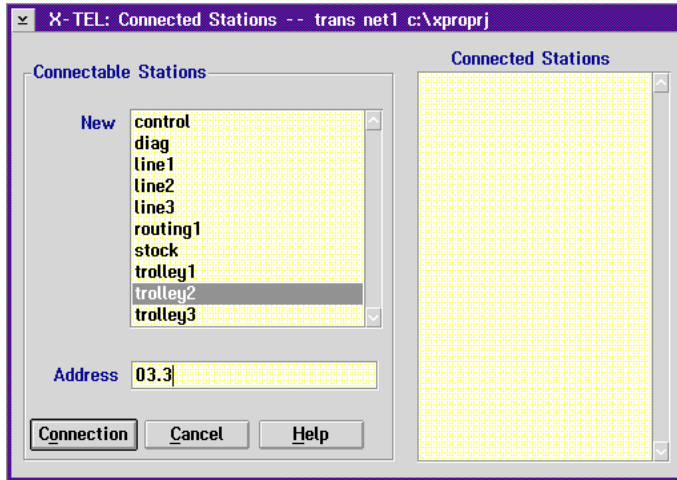 X-TEL: Connected Stations -- trans net1 c:\xproprj
Connectable Stations
New
control
diag
line1
line2
line3
routing1
stock
trolley1
trolley2
trolley3
Address 03.3
Connection Cancel Help
Connected Stations